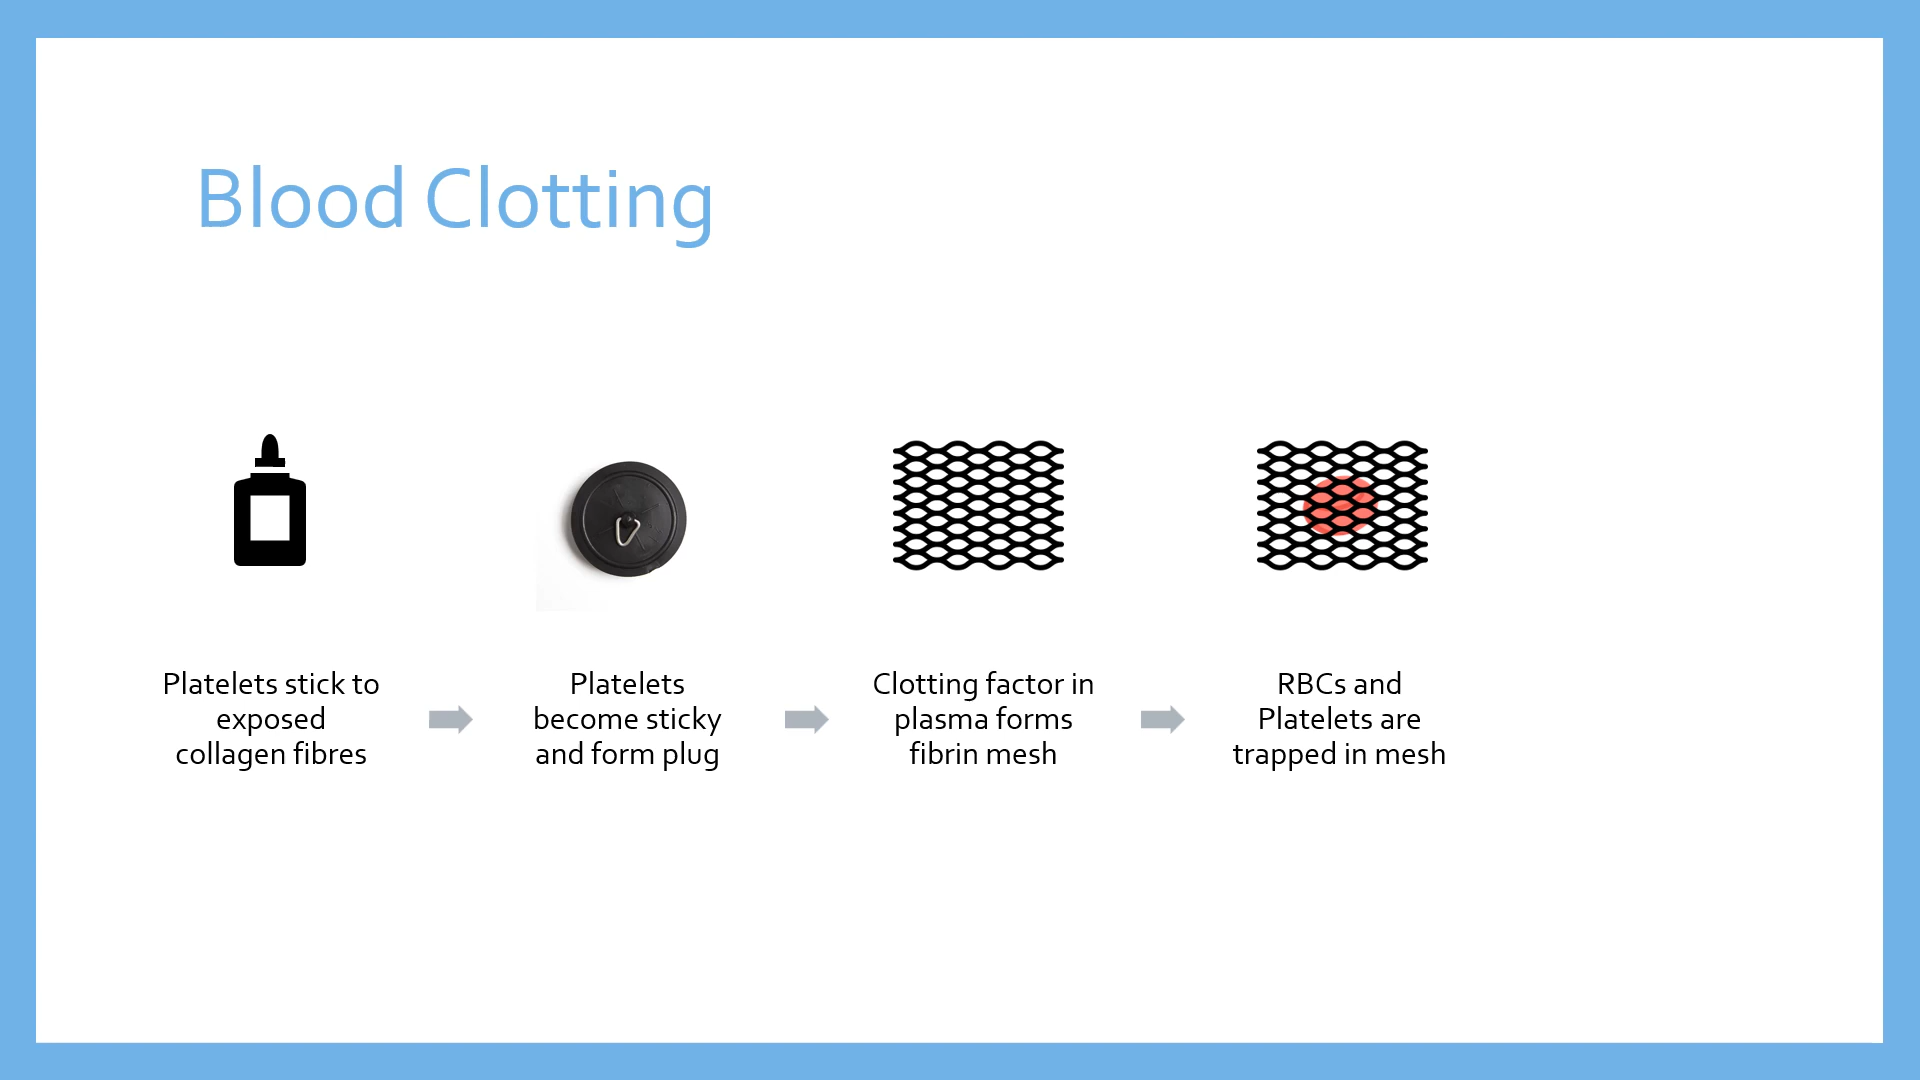 Blood Clotting
Platelets stick to
exposed
collagen fibres
Platelets
become sticky
and form plug
Clotting factor in
plasma forms
fibrin mesh
RBCs and
Platelets are
trapped in mesh